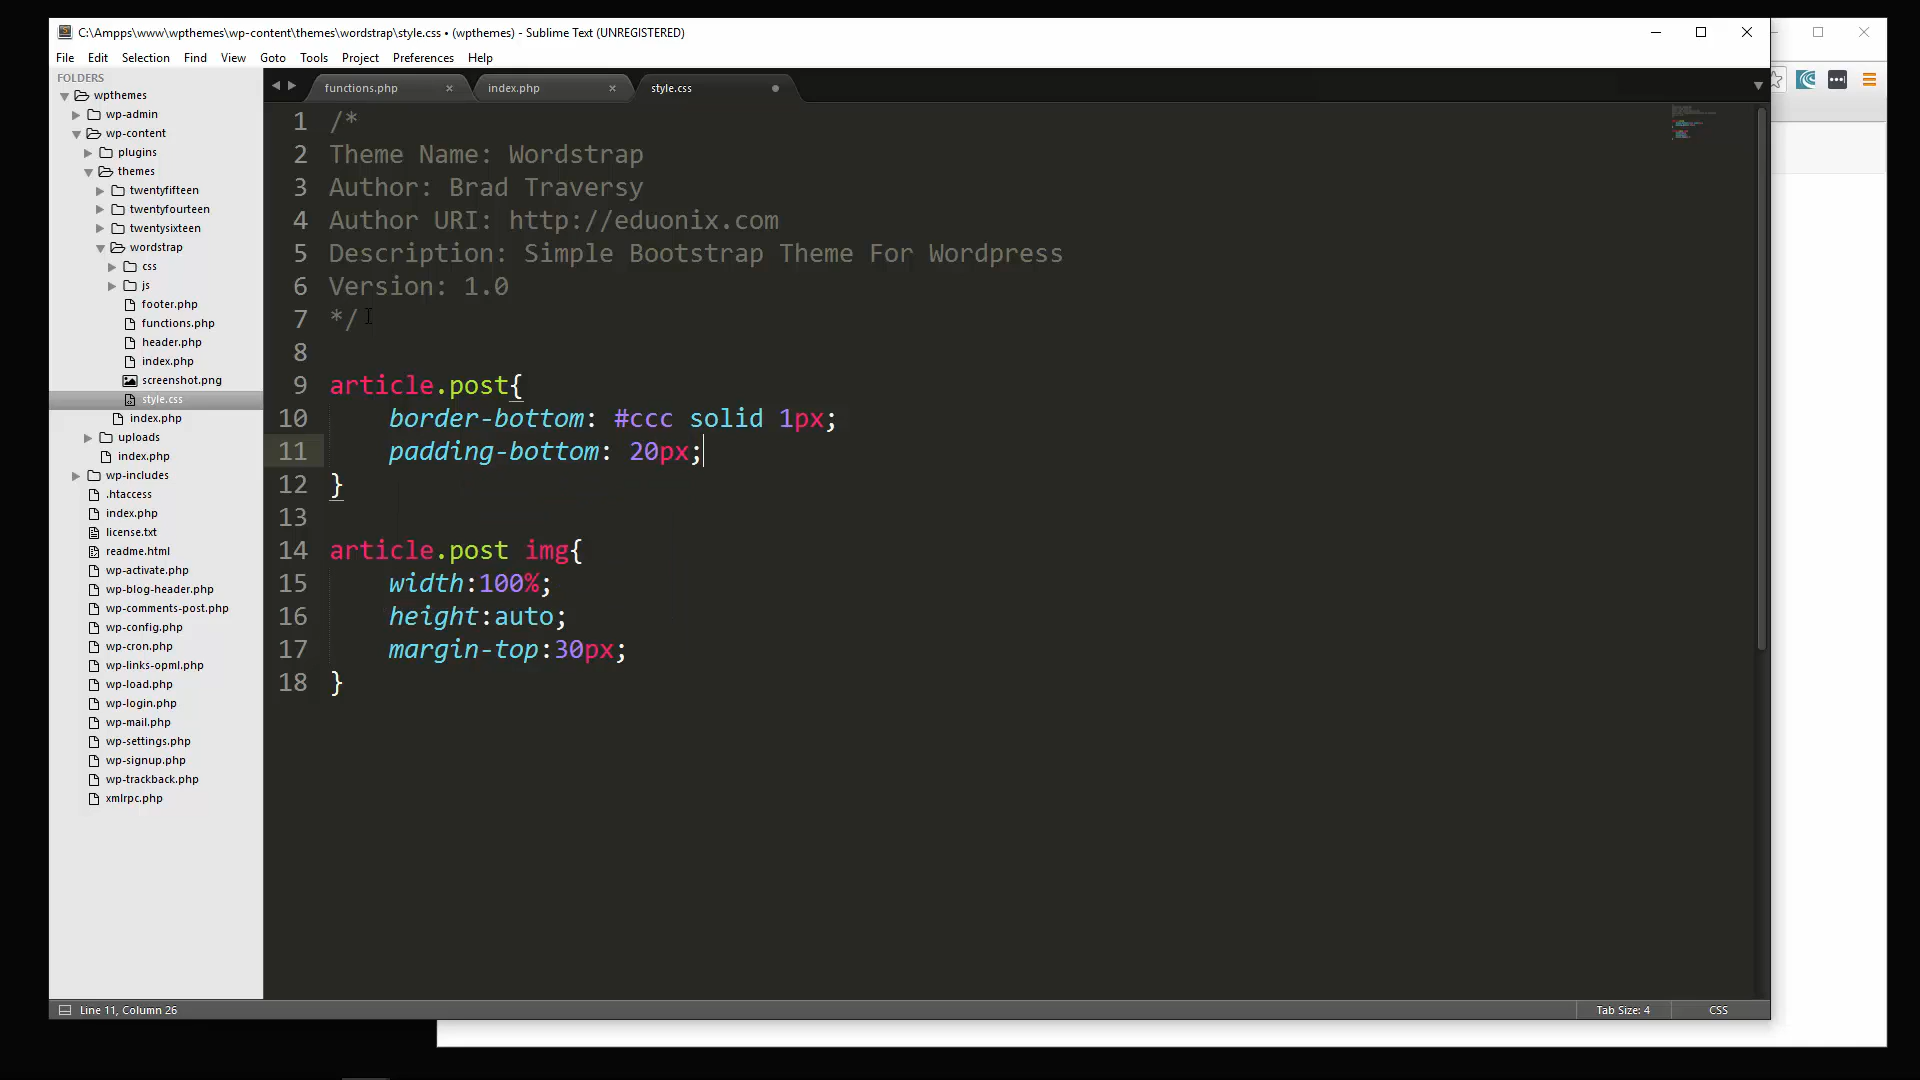 C:\Ampps\www\wpthemes\wp-content\themes\wordstrap\style.css • (wpthemes) - Sublime Text (UNREGISTERED)
File Edit Selection Find View Goto Tools Project Preferences Help
FOLDERS
wpthemes
wp-admin
wp-content
plugins
themes
twentyfifteen
twentyfourteen
twentysixteen
wordstrap
css
js
footer.php
functions.php
header.php
index.php
screenshot.png
style.css
index.php
uploads
index.php
wp-includes
.htaccess
index.php
license.txt
readme.html
wp-activate.php
wp-blog-header.php
wp-comments-post.php
wp-config.php
wp-cron.php
wp-links-opml.php
wp-load.php
wp-login.php
wp-mail.php
wp-settings.php
wp-signup.php
wp-trackback.php
xmlrpc.php
functions.php index.php style.css
1 /*
2 Theme Name: Wordstrap
3 Author: Brad Traversy
4 Author URI: http://eduonix.com
5 Description: Simple Bootstrap Theme For Wordpress
6 Version: 1.0
7 */
8
9 article.post{
10 border-bottom: #ccc solid 1px;
11 padding-bottom: 20px;
12 }
13
14 article.post img{
15 width:100%;
16 height:auto;
17 margin-top:30px;
18 }
Line 11, Column 26 Tab Size: 4 CSS